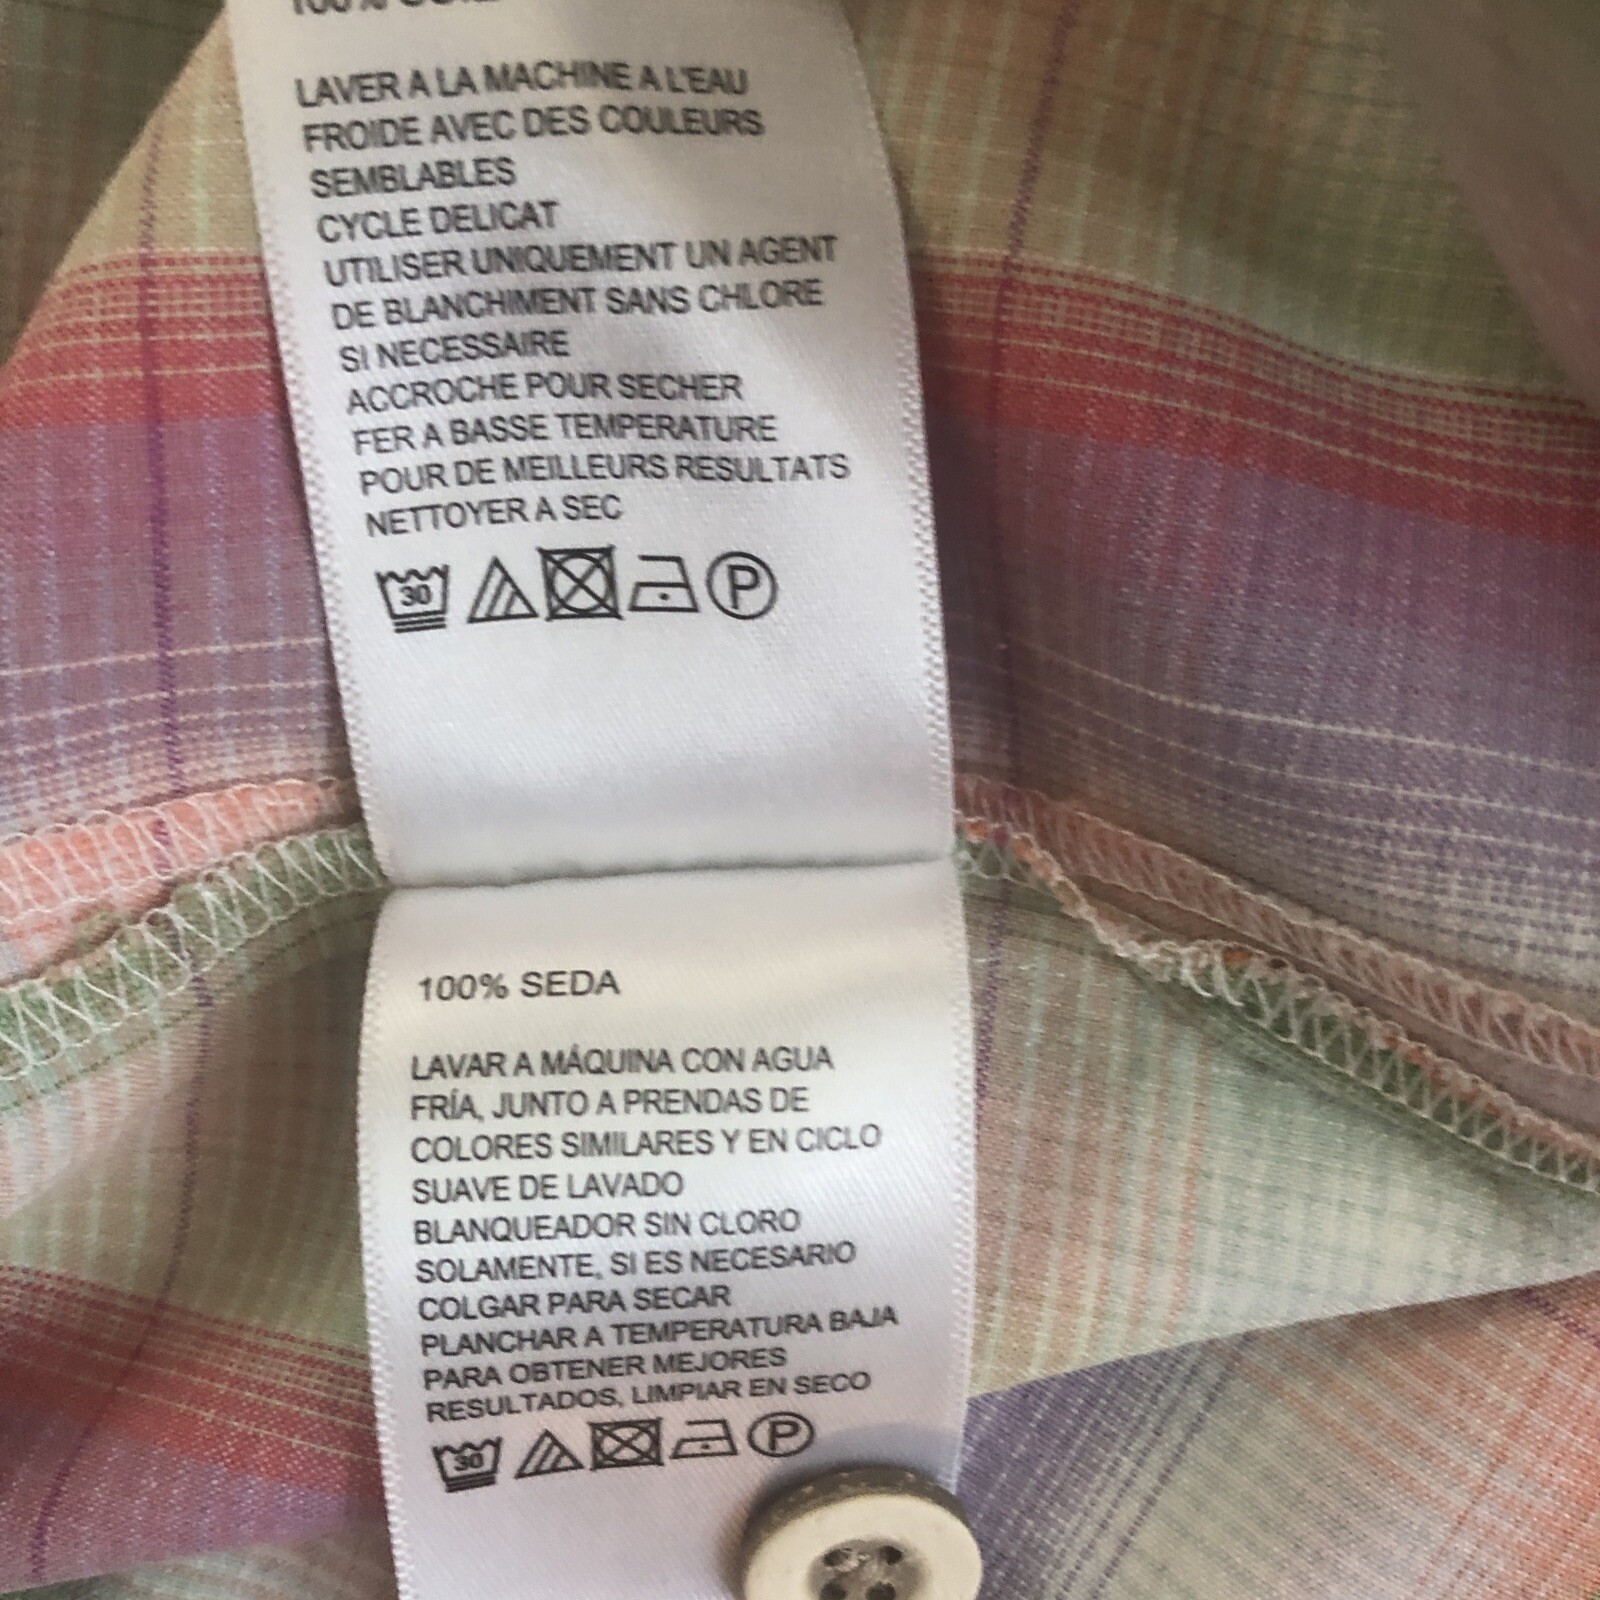 100%
LAVER A LA MACHINE A L'EAU
FROIDE AVEC DES COULEURS
SEMBLABLES
CYCLE DELICAT
UTILISER UNIQUEMENT UN AGENT
DE BLANCHIMENT SANS CHLORE
SI NECESSAIRE
ACCROCHE POUR SECHER
FER A BASSE TEMPERATURE
POUR DE MEILLEURS RESULTATS
NETTOYER A SEC
30 P
100% SEDA
LAVAR A MÁQUINA CON AGUA
FRÍA, JUNTO A PRENDAS DE
COLORES SIMILARES Y EN CICLO
SUAVE DE LAVADO
BLANQUEADOR SIN CLORO
SOLAMENTE, SI ES NECESARIO
COLGAR PARA SECAR
PLANCHAR A TEMPERATURA BAJA
PARA OBTENER MEJORES
RESULTADOS, LIMPIAR EN SECO
30 P